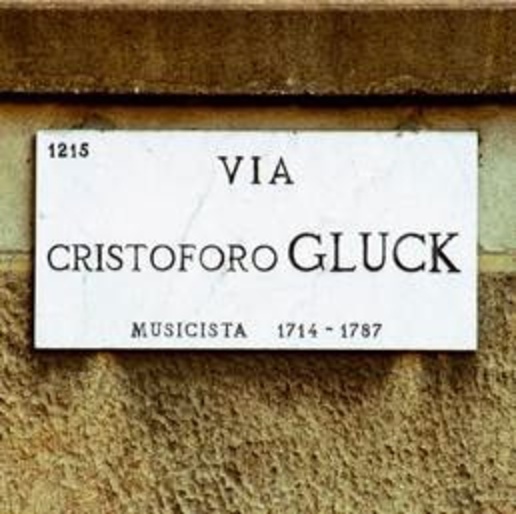 1215
VIA
CRISTOFORO GLUCK
MUSICISTA 1714 - 1787